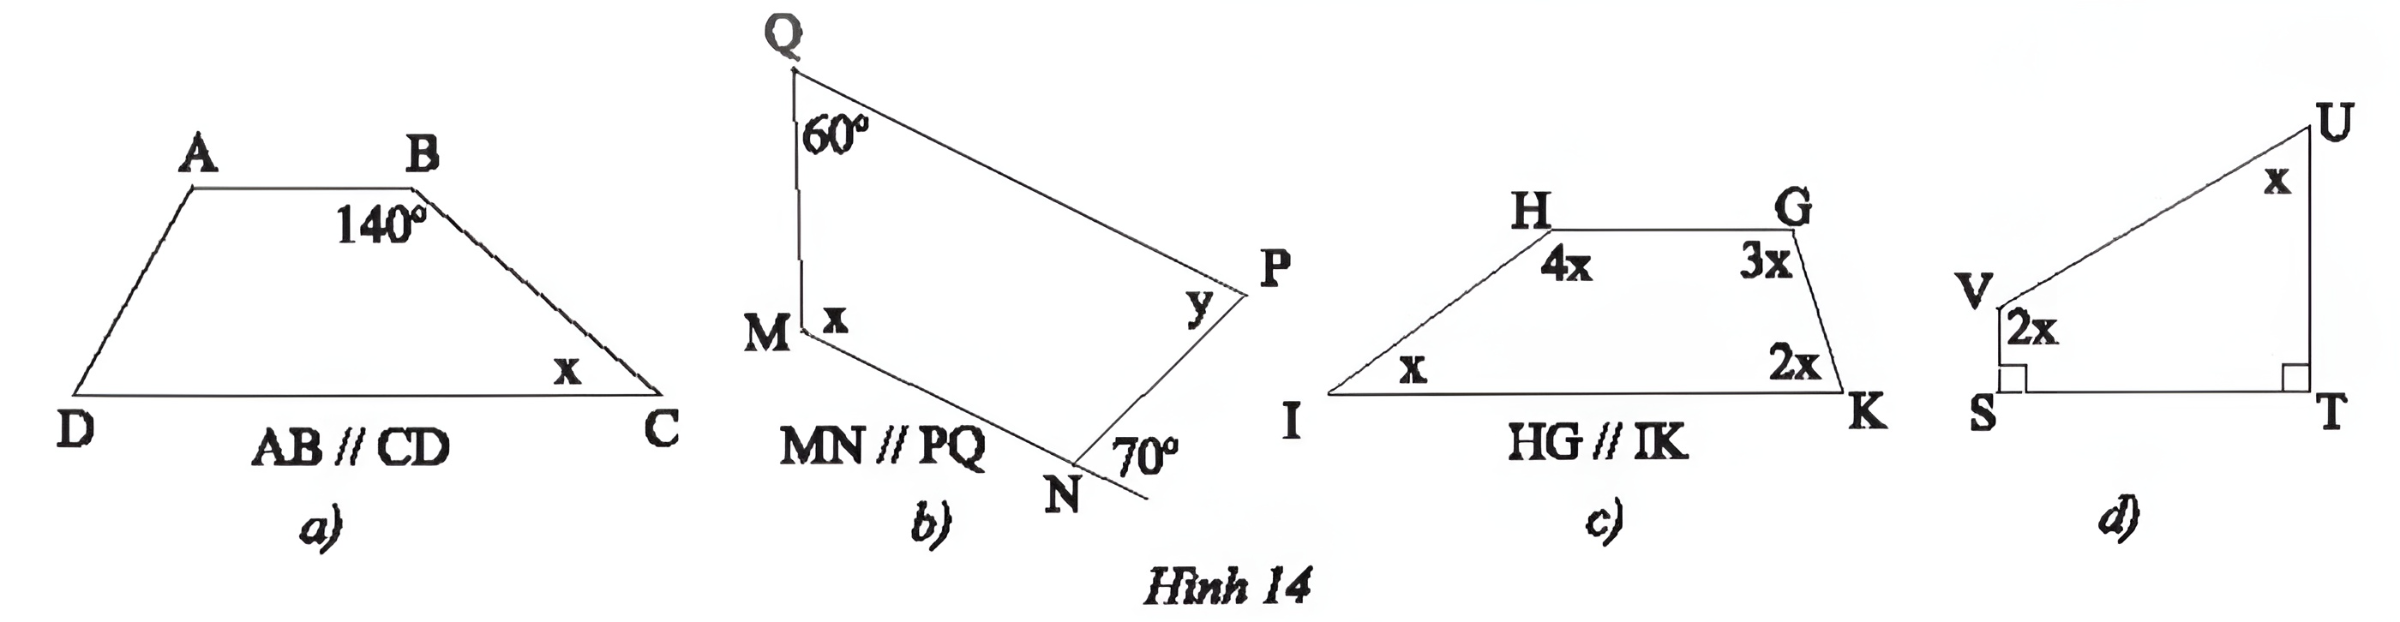 Q
60°
A B
140°
x
D C
AB // CD
a)
P
y
M x
N 70°
MN // PQ
b)
H G
4x 3x
x 2x
I K
HG // IK
c)
U
x
V
2x
S T
d)
Hình 14